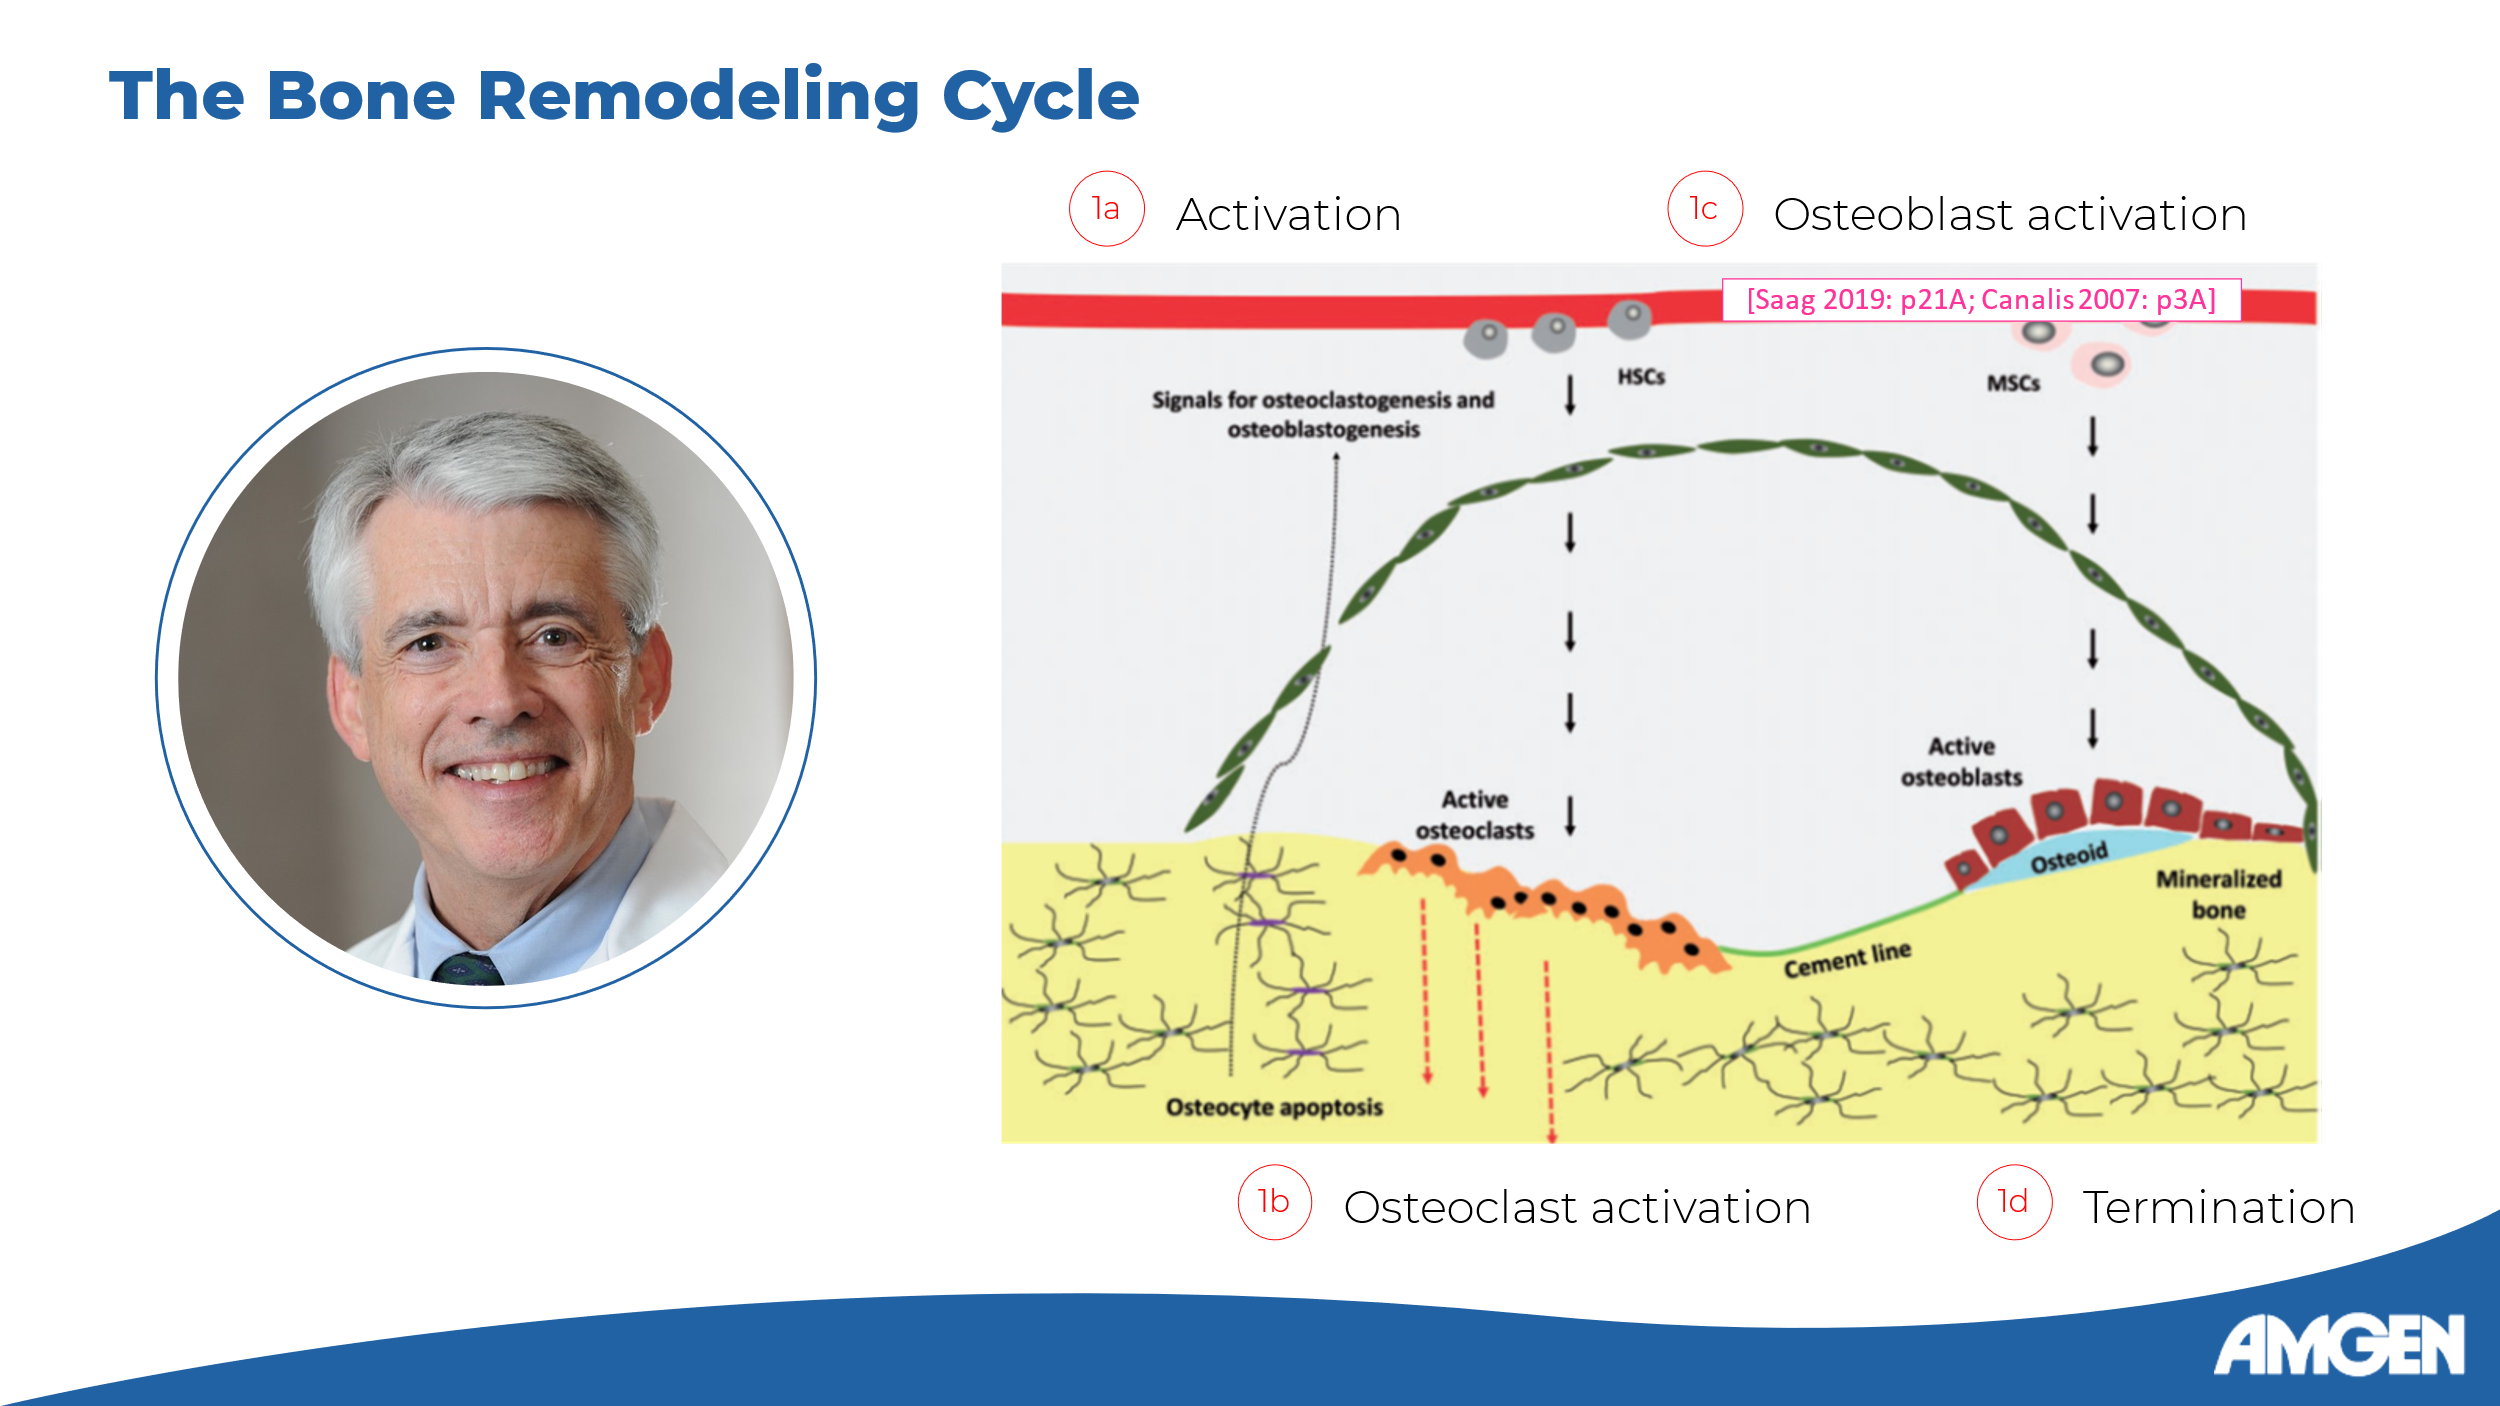 The Bone Remodeling Cycle
1a
Activation
1c
Osteoblast activation
[Saag 2019: p21A; Canalis 2007: p3A]
HSCs
MSCs
Signals for osteoclastogenesis and
osteoblastogenesis
Active
osteoclasts
Active
osteoblasts
Osteoid
Mineralized
bone
Cement line
Osteocyte apoptosis
1b
Osteoclast activation
1d
Termination
AMGEN